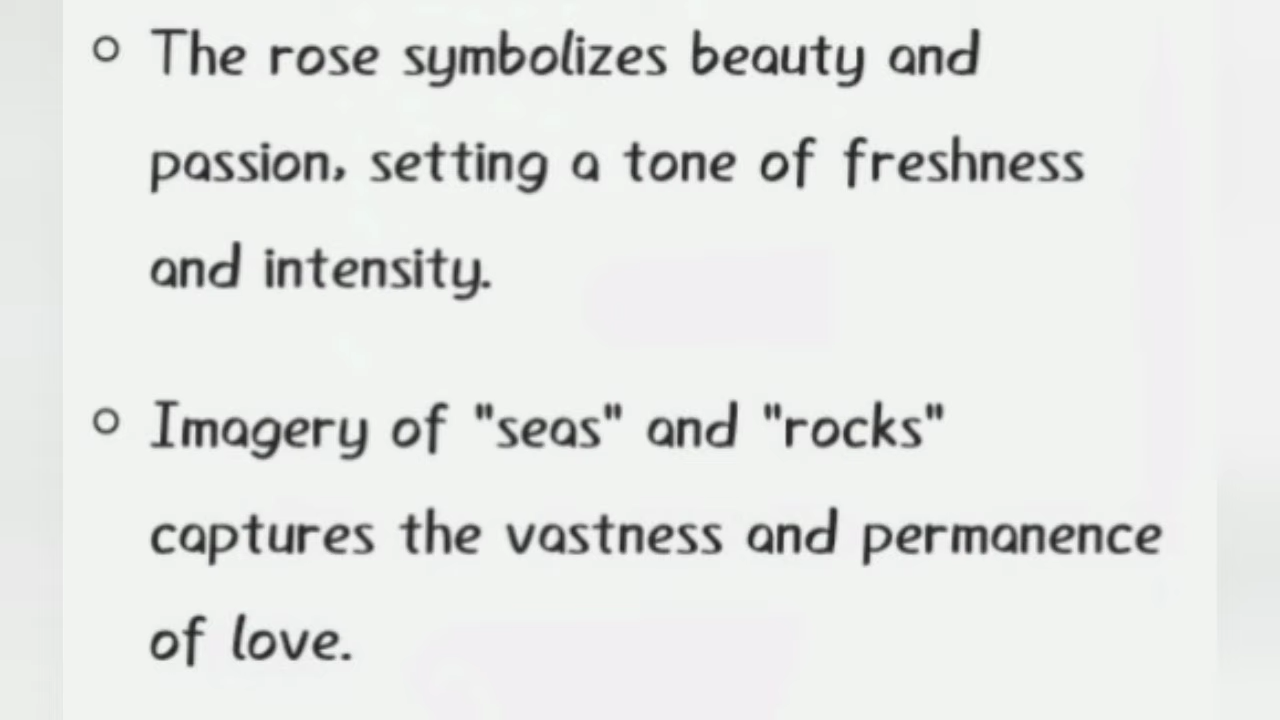 ○ The rose symbolizes beauty and
passion, setting a tone of freshness
and intensity.
○ Imagery of "seas" and "rocks"
captures the vastness and permanence
of love.